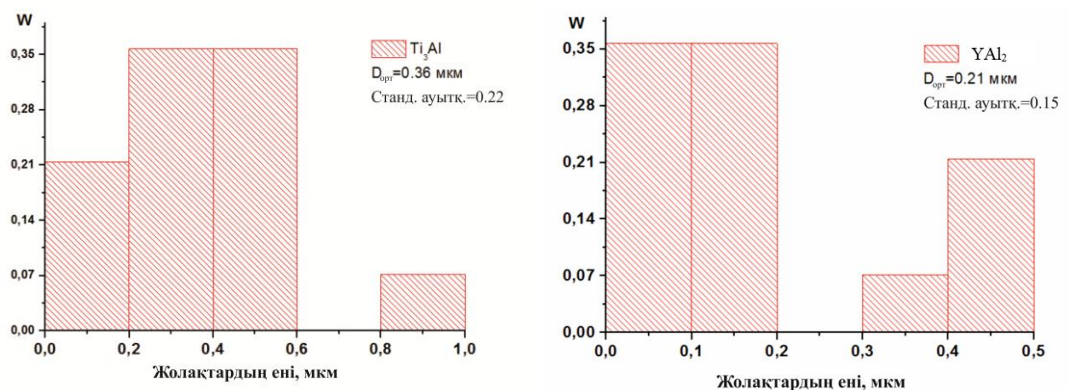 W
0,35
0,28
0,21
0,14
0,07
0,00
0,0 0,2 0,4 0,6 0,8 1,0
Жолақтардың ені, мкм
Ti₃Al
Dорт=0.36 мкм
Станд. ауытқ.=0.22
W
0,35
0,28
0,21
0,14
0,07
0,00
0,0 0,1 0,2 0,3 0,4 0,5
Жолақтардың ені, мкм
YAl₂
Dорт=0.21 мкм
Станд. ауытқ.=0.15